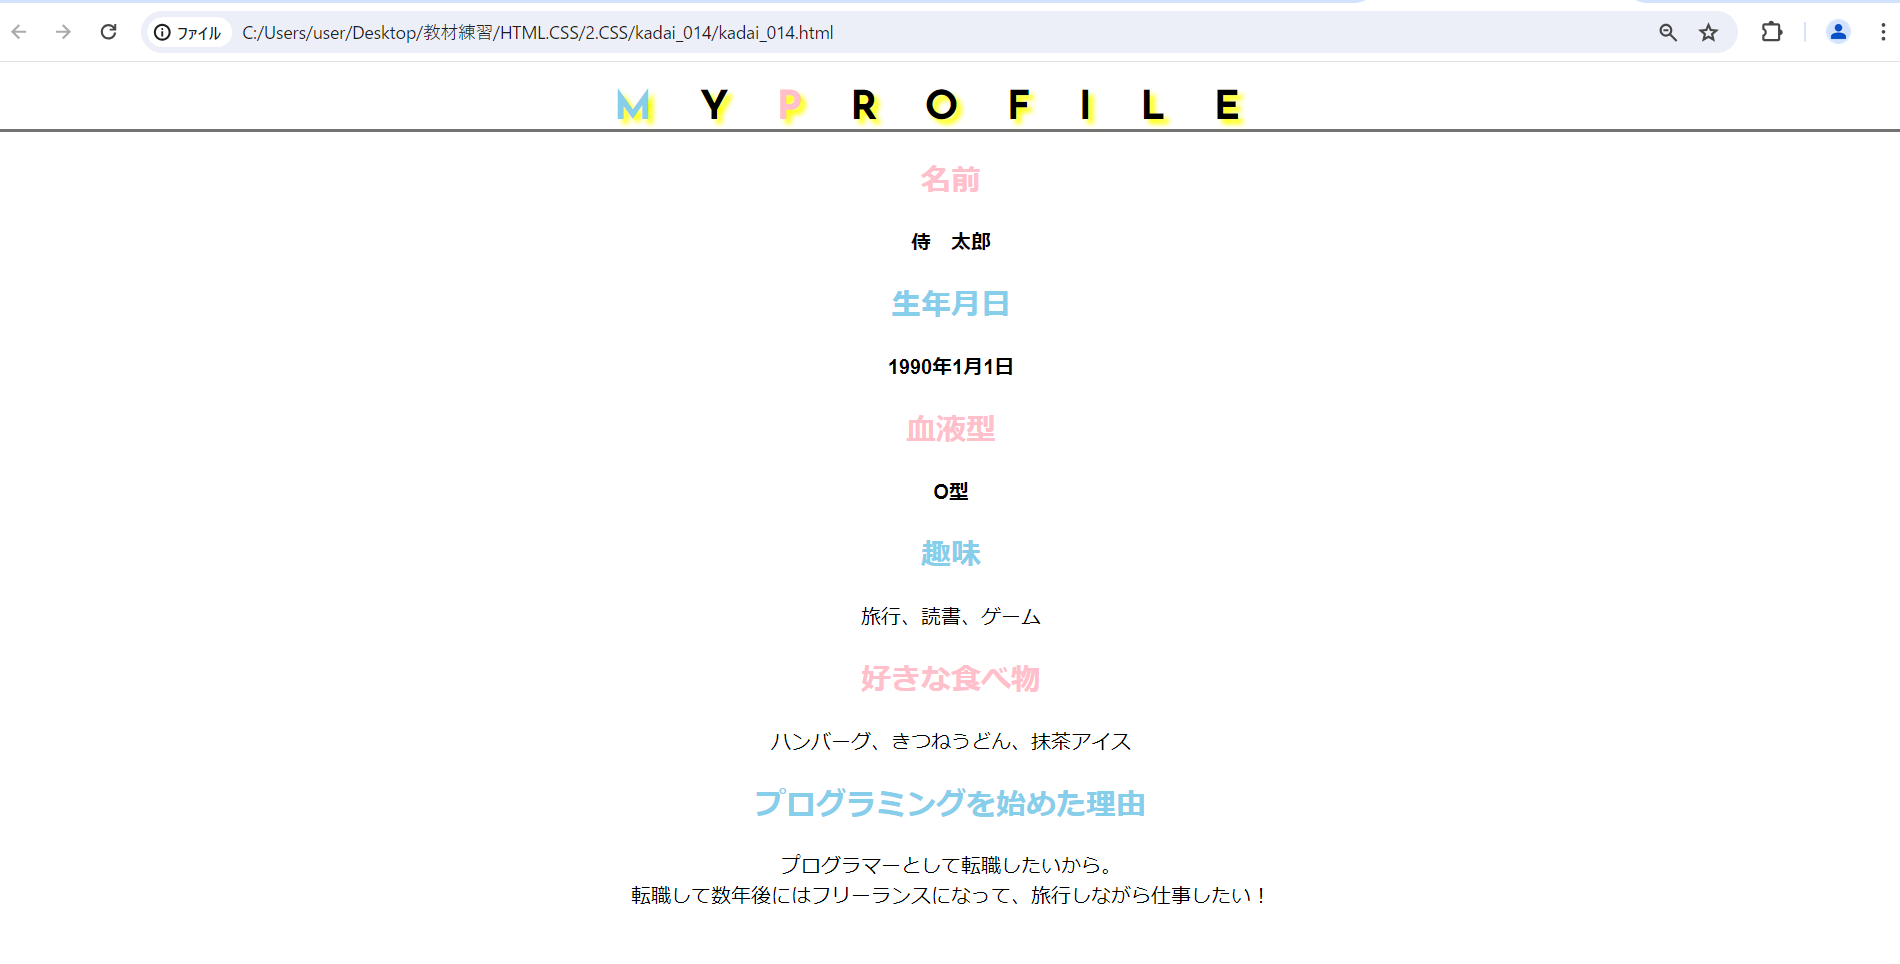 ファイル C:/Users/user/Desktop/教材練習/HTML.CSS/2.CSS/kadai_014/kadai_014.html
MY PROFILE
名前
侍　太郎
生年月日
1990年1月1日
血液型
O型
趣味
旅行、読書、ゲーム
好きな食べ物
ハンバーグ、きつねうどん、抹茶アイス
プログラミングを始めた理由
プログラマーとして転職したいから。
転職して数年後にはフリーランスになって、旅行しながら仕事したい！